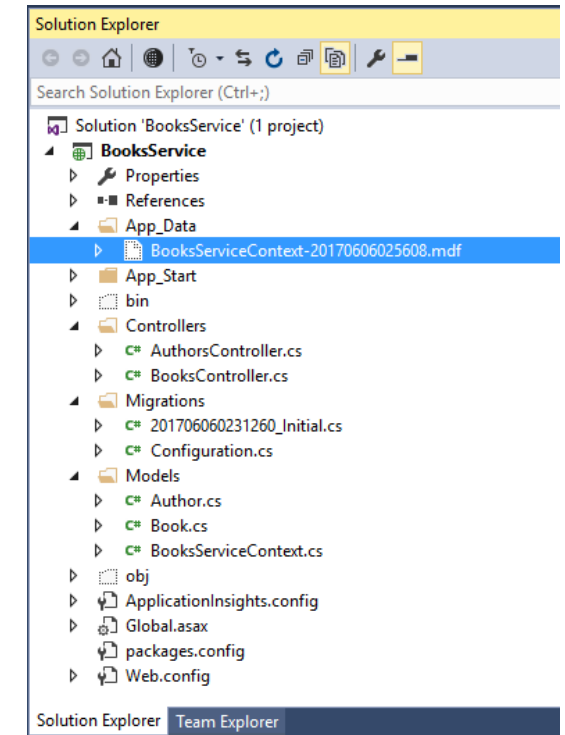 Solution Explorer
Search Solution Explorer (Ctrl+;)
Solution 'BooksService' (1 project)
BooksService
Properties
References
App_Data
BooksServiceContext-20170606025608.mdf
App_Start
bin
Controllers
C# AuthorsController.cs
C# BooksController.cs
Migrations
C# 201706060231260_Initial.cs
C# Configuration.cs
Models
C# Author.cs
C# Book.cs
C# BooksServiceContext.cs
obj
ApplicationInsights.config
Global.asax
packages.config
Web.config
Solution Explorer Team Explorer